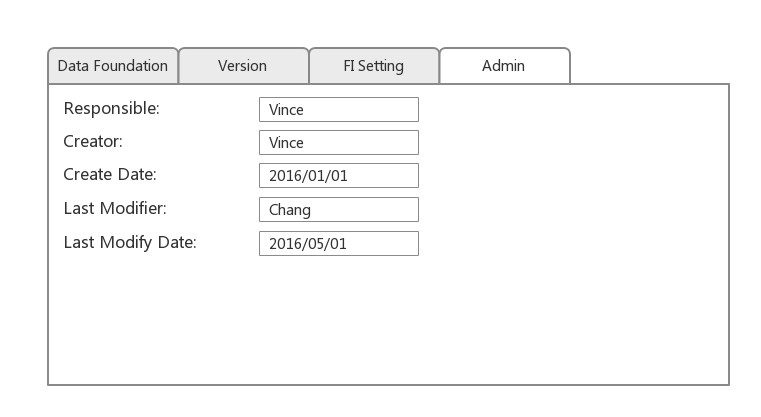 Data Foundation Version FI Setting Admin
Responsible: Vince
Creator: Vince
Create Date: 2016/01/01
Last Modifier: Chang
Last Modify Date: 2016/05/01